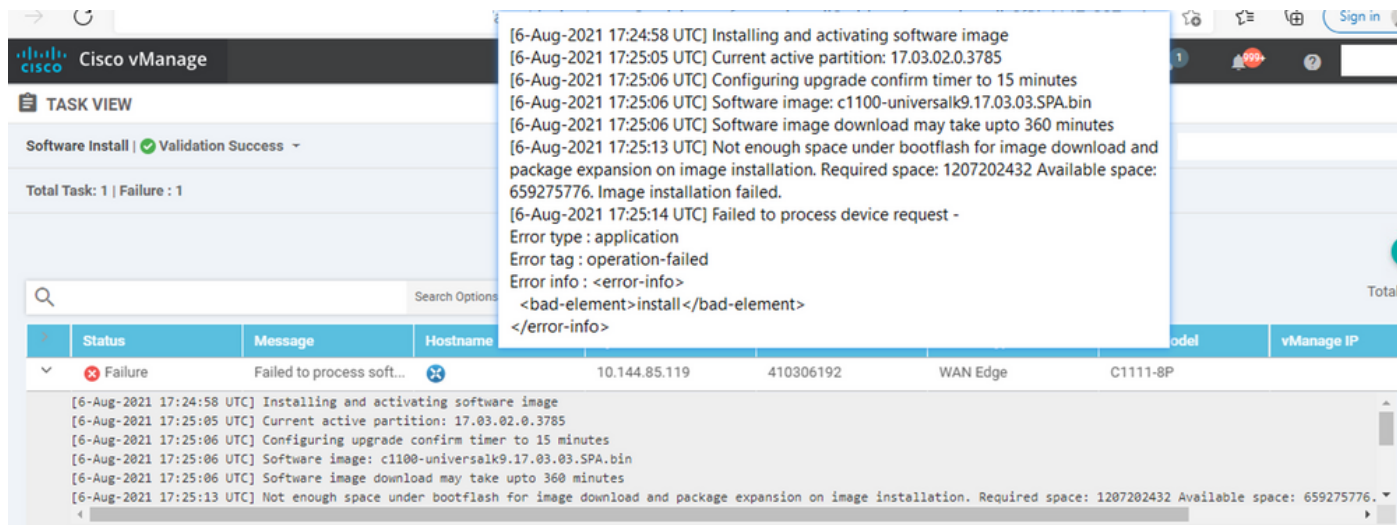 Sign in
[6-Aug-2021 17:24:58 UTC] Installing and activating software image
[6-Aug-2021 17:25:05 UTC] Current active partition: 17.03.02.0.3785
[6-Aug-2021 17:25:06 UTC] Configuring upgrade confirm timer to 15 minutes
[6-Aug-2021 17:25:06 UTC] Software image: c1100-universalk9.17.03.03.SPA.bin
[6-Aug-2021 17:25:06 UTC] Software image download may take upto 360 minutes
[6-Aug-2021 17:25:13 UTC] Not enough space under bootflash for image download and
package expansion on image installation. Required space: 1207202432 Available space:
659275776. Image installation failed.
[6-Aug-2021 17:25:14 UTC] Failed to process device request -
Error type : application
Error tag : operation-failed
Error info : <error-info>
<bad-element>install</bad-element>
</error-info>
CISCO Cisco vManage
1 999+
TASK VIEW
Software Install | Validation Success
Total Task: 1 | Failure : 1
Search Options
Status Message Hostname vManage IP
Failure Failed to process soft... 10.144.85.119 410306192 WAN Edge C1111-8P
[6-Aug-2021 17:24:58 UTC] Installing and activating software image
[6-Aug-2021 17:25:05 UTC] Current active partition: 17.03.02.0.3785
[6-Aug-2021 17:25:06 UTC] Configuring upgrade confirm timer to 15 minutes
[6-Aug-2021 17:25:06 UTC] Software image: c1100-universalk9.17.03.03.SPA.bin
[6-Aug-2021 17:25:06 UTC] Software image download may take upto 360 minutes
[6-Aug-2021 17:25:13 UTC] Not enough space under bootflash for image download and package expansion on image installation. Required space: 1207202432 Available space: 659275776.